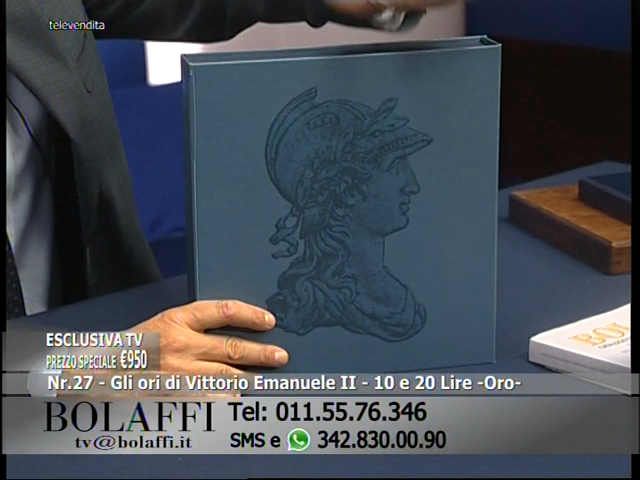 televendita
ESCLUSIVA TV
PREZZO SPECIALE €950
Nr.27 - Gli ori di Vittorio Emanuele II - 10 e 20 Lire -Oro-
BOLAFFI
tv@bolaffi.it
Tel: 011.55.76.346
SMS e 342.830.00.90